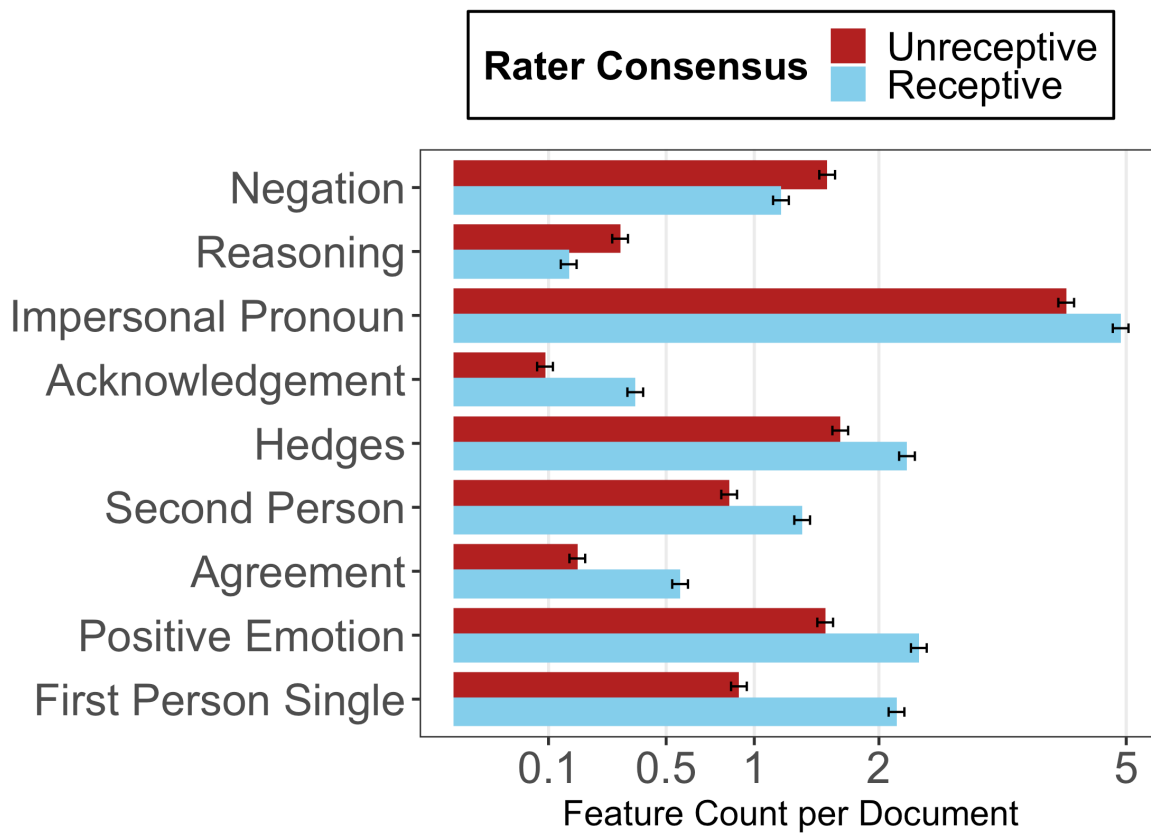 Rater Consensus
Unreceptive
Receptive
Negation
Reasoning
Impersonal Pronoun
Acknowledgement
Hedges
Second Person
Agreement
Positive Emotion
First Person Single
0.1 0.5 1 2 5
Feature Count per Document